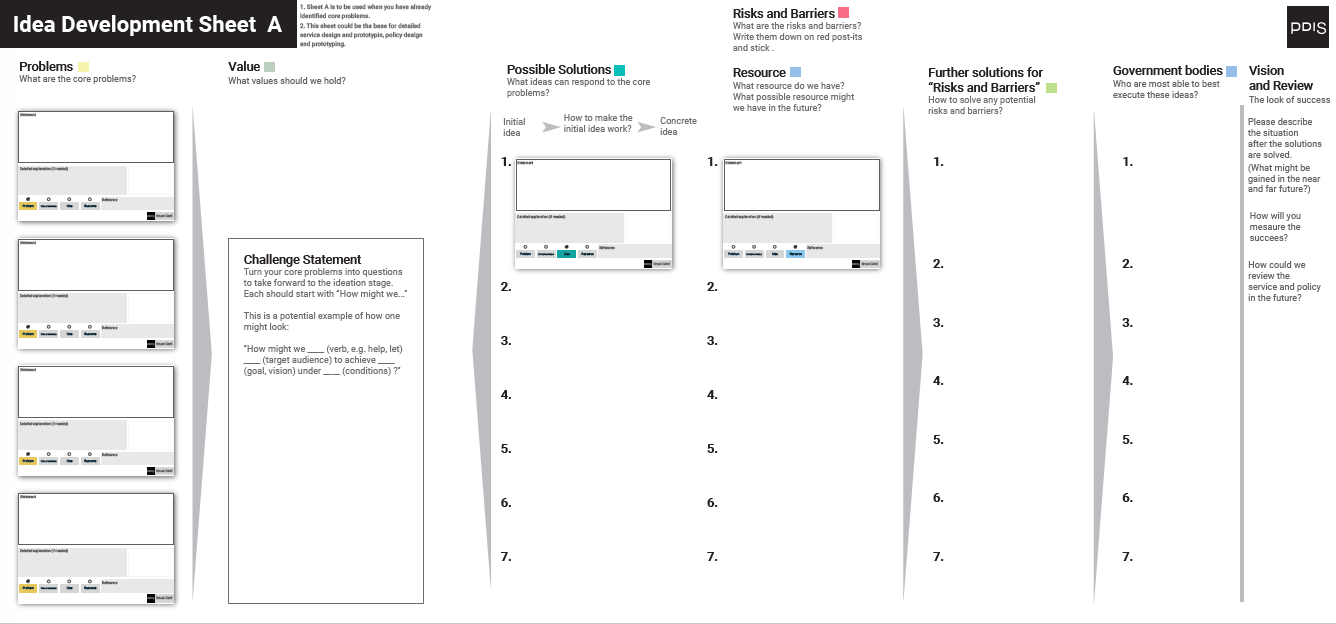 Idea Development Sheet A
1. Sheet A is to be used when you have already
identified core problems.
2. This sheet could be the base for detailed
service design and prototypin, policy design
and prototyping.
PDIS
Problems
What are the core problems?
Statement
Detailed explanation (if needed)
Problem
Idea
Resource
Reference
Issue Card
Statement
Detailed explanation (if needed)
Problem
Idea
Resource
Reference
Issue Card
Statement
Detailed explanation (if needed)
Problem
Idea
Resource
Reference
Issue Card
Statement
Detailed explanation (if needed)
Problem
Idea
Resource
Reference
Issue Card
Value
What values should we hold?
Challenge Statement
Turn your core problems into questions
to take forward to the ideation stage.
Each should start with “How might we...”
This is a potential example of how one
might look:
“How might we ____ (verb, e.g. help, let)
____ (target audience) to achieve ____
(goal, vision) under ____ (conditions) ?”
Possible Solutions
What ideas can respond to the core
problems?
Initial
idea
How to make the
initial idea work?
Concrete
idea
1.
Statement
Detailed explanation (if needed)
Problem
Idea
Resource
Reference
Issue Card
2.
3.
4.
5.
6.
7.
Risks and Barriers
What are the risks and barriers?
Write them down on red post-its
and stick .
Resource
What resource do we have?
What possible resource might
we have in the future?
1.
Statement
Detailed explanation (if needed)
Problem
Idea
Resource
Reference
Issue Card
2.
3.
4.
5.
6.
7.
Further solutions for
“Risks and Barriers”
How to solve any potential
risks and barriers?
1.
2.
3.
4.
5.
6.
7.
Government bodies
Who are most able to best
execute these ideas?
1.
2.
3.
4.
5.
6.
7.
Vision
and Review
The look of success
Please describe
the situation
after the solutions
are solved.
(What might be
gained in the near
and far future?)
How will you
mesaure the
succees?
How could we
review the
service and policy
in the future?